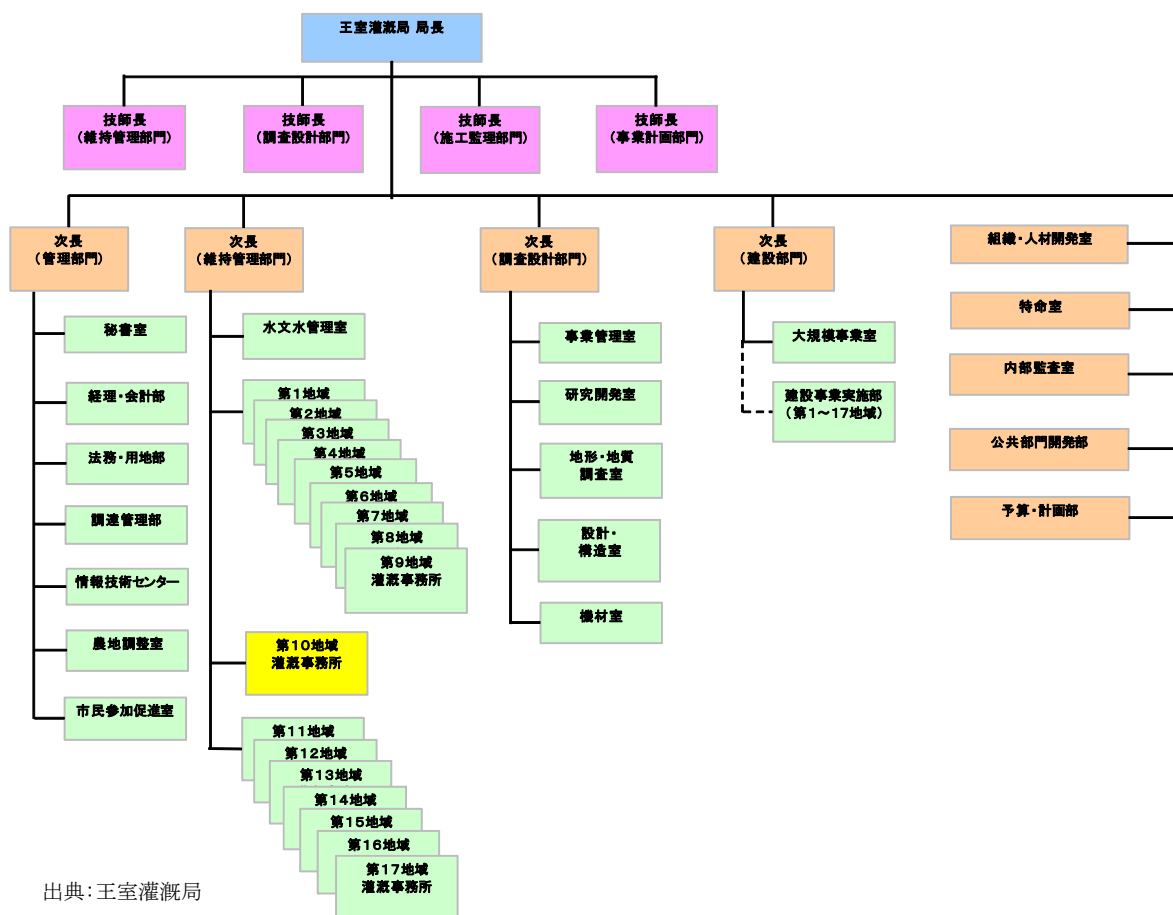 王室灌漑局 局長
技師長
（維持管理部門）
技師長
（調査設計部門）
技師長
（施工監理部門）
技師長
（事業計画部門）
次長
（管理部門）
次長
（維持管理部門）
次長
（調査設計部門）
次長
（建設部門）
組織・人材開発室
特命室
内部監査室
公共部門開発部
予算・計画部
秘書室
経理・会計部
法務・用地部
調達管理部
情報技術センター
農地調整室
市民参加促進室
水文水管理室
第１地域
第２地域
第３地域
第４地域
第５地域
第６地域
第７地域
第８地域
第９地域
灌漑事務所
第１０地域
灌漑事務所
第１１地域
第１２地域
第１３地域
第１４地域
第１５地域
第１６地域
第１７地域
灌漑事務所
事業管理室
研究開発室
地形・地質
調査室
設計・
構造室
機材室
大規模事業室
建設事業実施部
（第１～１７地域）
出典：王室灌漑局